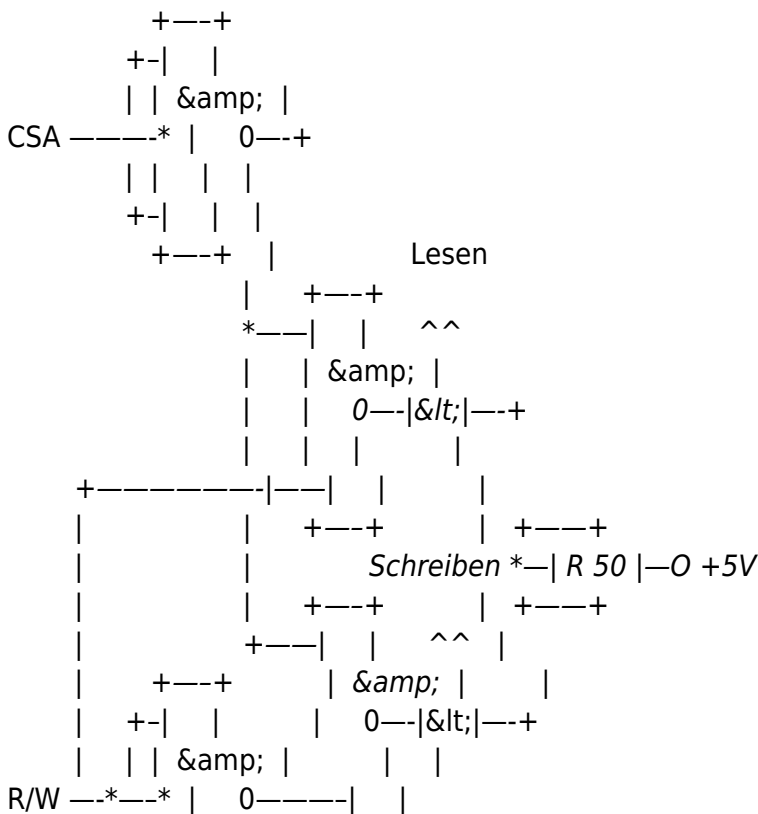 +—–+
+–|    |
| | &amp; |
CSA ———-* |    0—-+
| |   |   |
+–|    |   |
+—–+   |            Lesen
|     +—–+
*——|    |     ^^
|     | &amp; |
|     |    0—-|&lt;|—-+
|     |    |         |
+——————-|——|    |         |
|              |     +—–+         |  +——+
|              |          Schreiben *—| R 50 |—O +5V
|              |     +—–+         |  +——+
|              +——|    |     ^^  |
|      +—–+         | &amp; |       |
|   +–|    |       |    0—-|&lt;|—-+
|   | | &amp; |         |    |
R/W —-*—–* |    0————–|    |